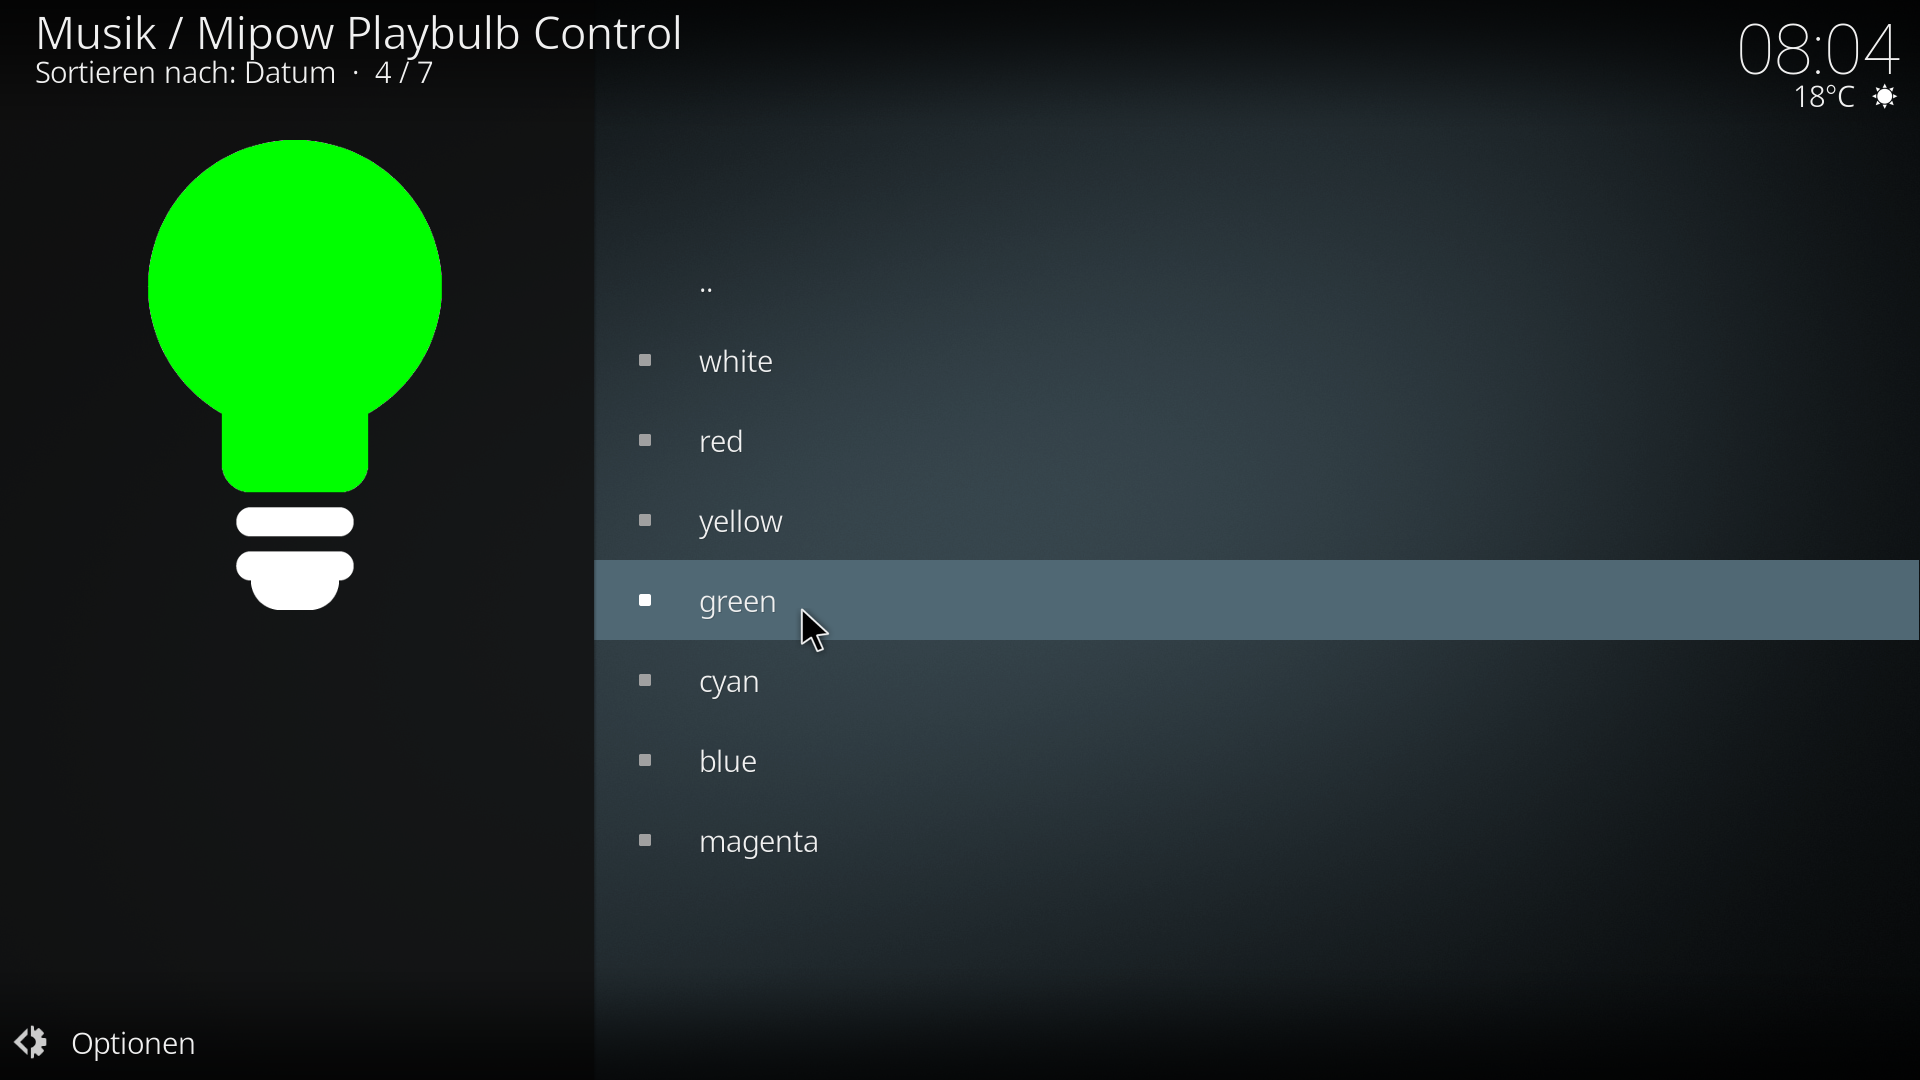 Musik / Mipow Playbulb Control
Sortieren nach: Datum · 4 / 7
08:04
18°C
..
white
red
yellow
green
cyan
blue
magenta
Optionen